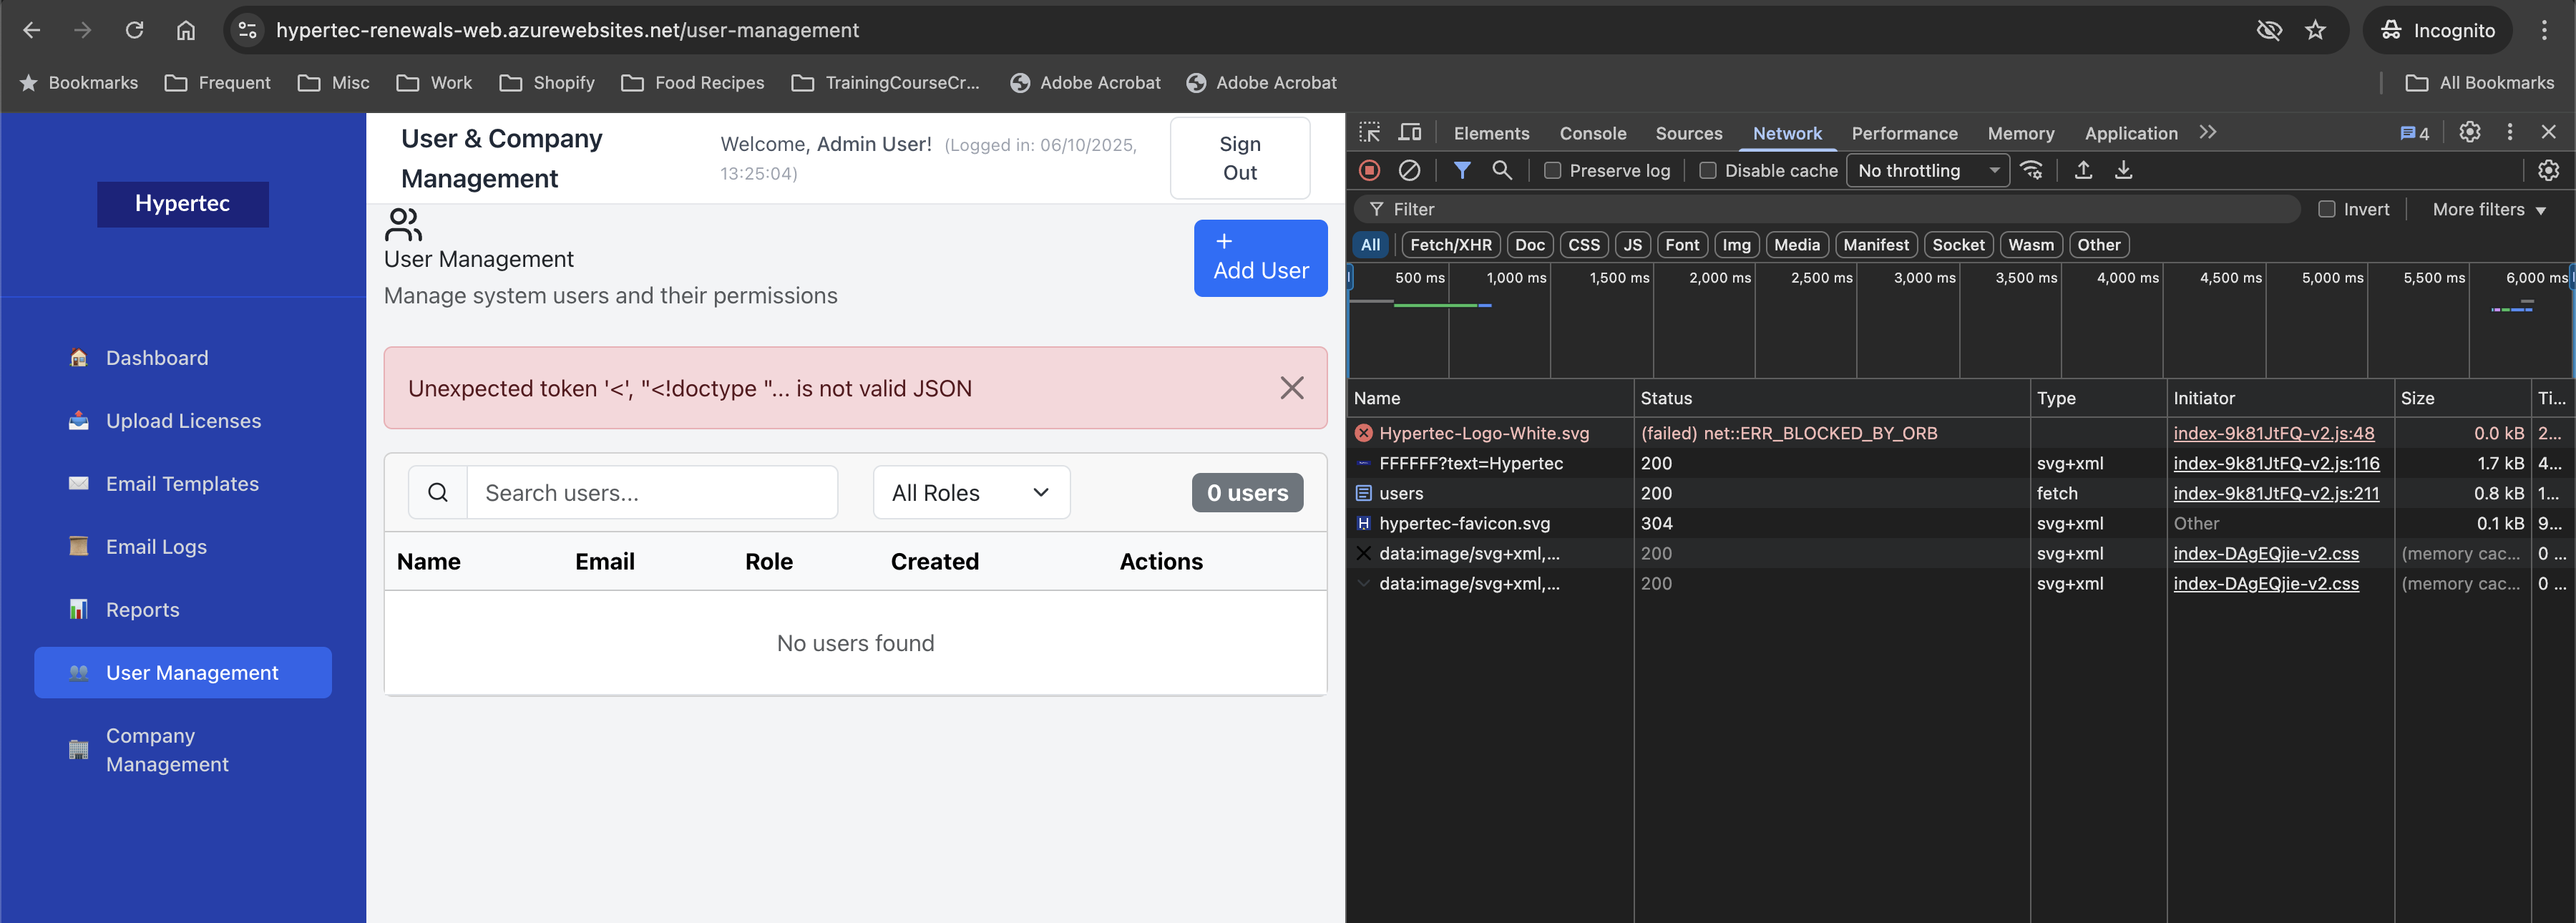 hypertec-renewals-web.azurewebsites.net/user-management
Incognito
Bookmarks Frequent Misc Work Shopify Food Recipes TrainingCourseCr... Adobe Acrobat Adobe Acrobat All Bookmarks
Hypertec
Dashboard
Upload Licenses
Email Templates
Email Logs
Reports
User Management
Company
Management
User & Company
Management
Welcome, Admin User! (Logged in: 06/10/2025,
13:25:04)
Sign
Out
User Management
Manage system users and their permissions
+
Add User
Unexpected token '<', "<!doctype "... is not valid JSON
Search users... All Roles 0 users
Name Email Role Created Actions
No users found
Elements Console Sources Network Performance Memory Application 4
Preserve log Disable cache No throttling
Filter Invert More filters
All Fetch/XHR Doc CSS JS Font Img Media Manifest Socket Wasm Other
500 ms 1,000 ms 1,500 ms 2,000 ms 2,500 ms 3,000 ms 3,500 ms 4,000 ms 4,500 ms 5,000 ms 5,500 ms 6,000 ms
Name Status Type Initiator Size Ti...
Hypertec-Logo-White.svg (failed) net::ERR_BLOCKED_BY_ORB index-9k81JtFQ-v2.js:48 0.0 kB 2...
FFFFFF?text=Hypertec 200 svg+xml index-9k81JtFQ-v2.js:116 1.7 kB 4...
users 200 fetch index-9k81JtFQ-v2.js:211 0.8 kB 1...
H hypertec-favicon.svg 304 svg+xml Other 0.1 kB 9...
data:image/svg+xml,... 200 svg+xml index-DAgEQjie-v2.css (memory cac... 0 ...
data:image/svg+xml,... 200 svg+xml index-DAgEQjie-v2.css (memory cac... 0 ...